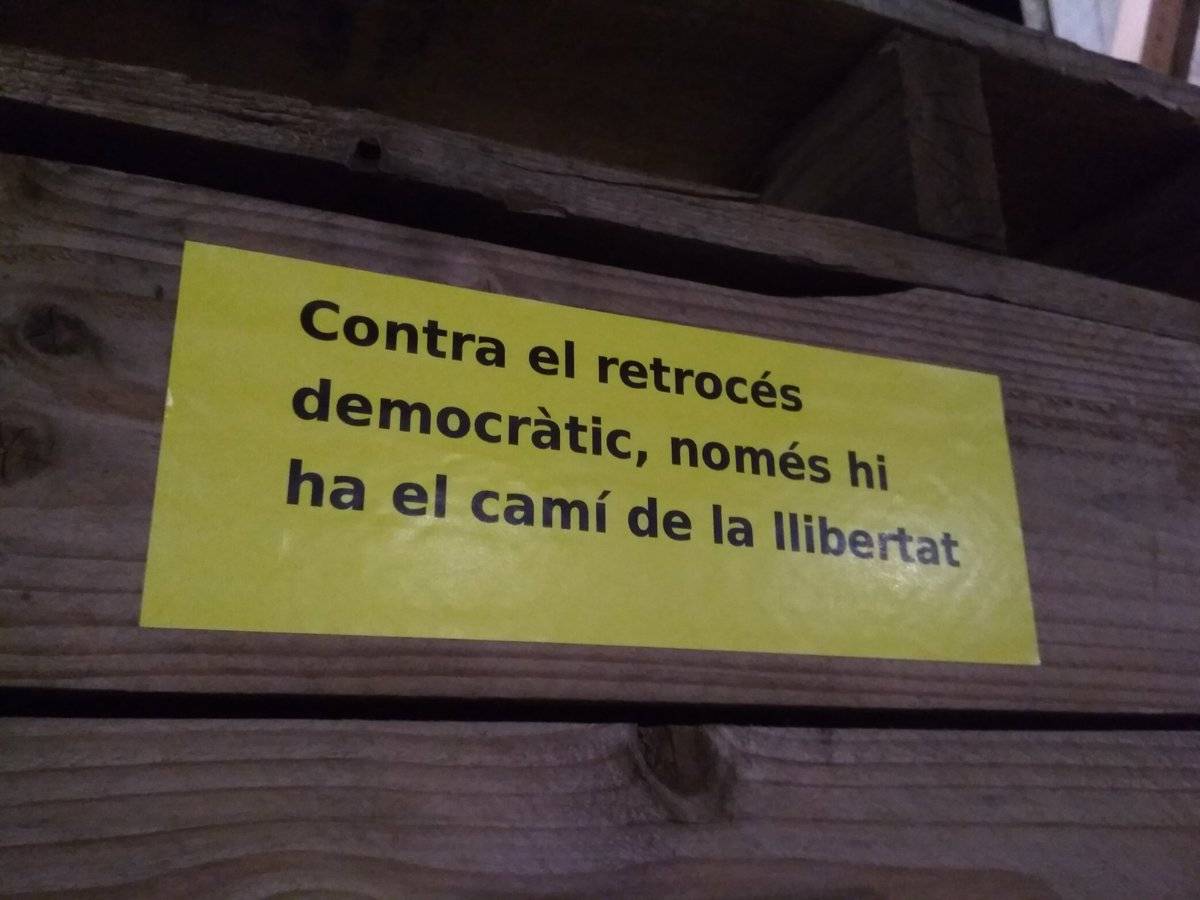 Contra el retrocés
democràtic, només hi
ha el camí de la llibertat